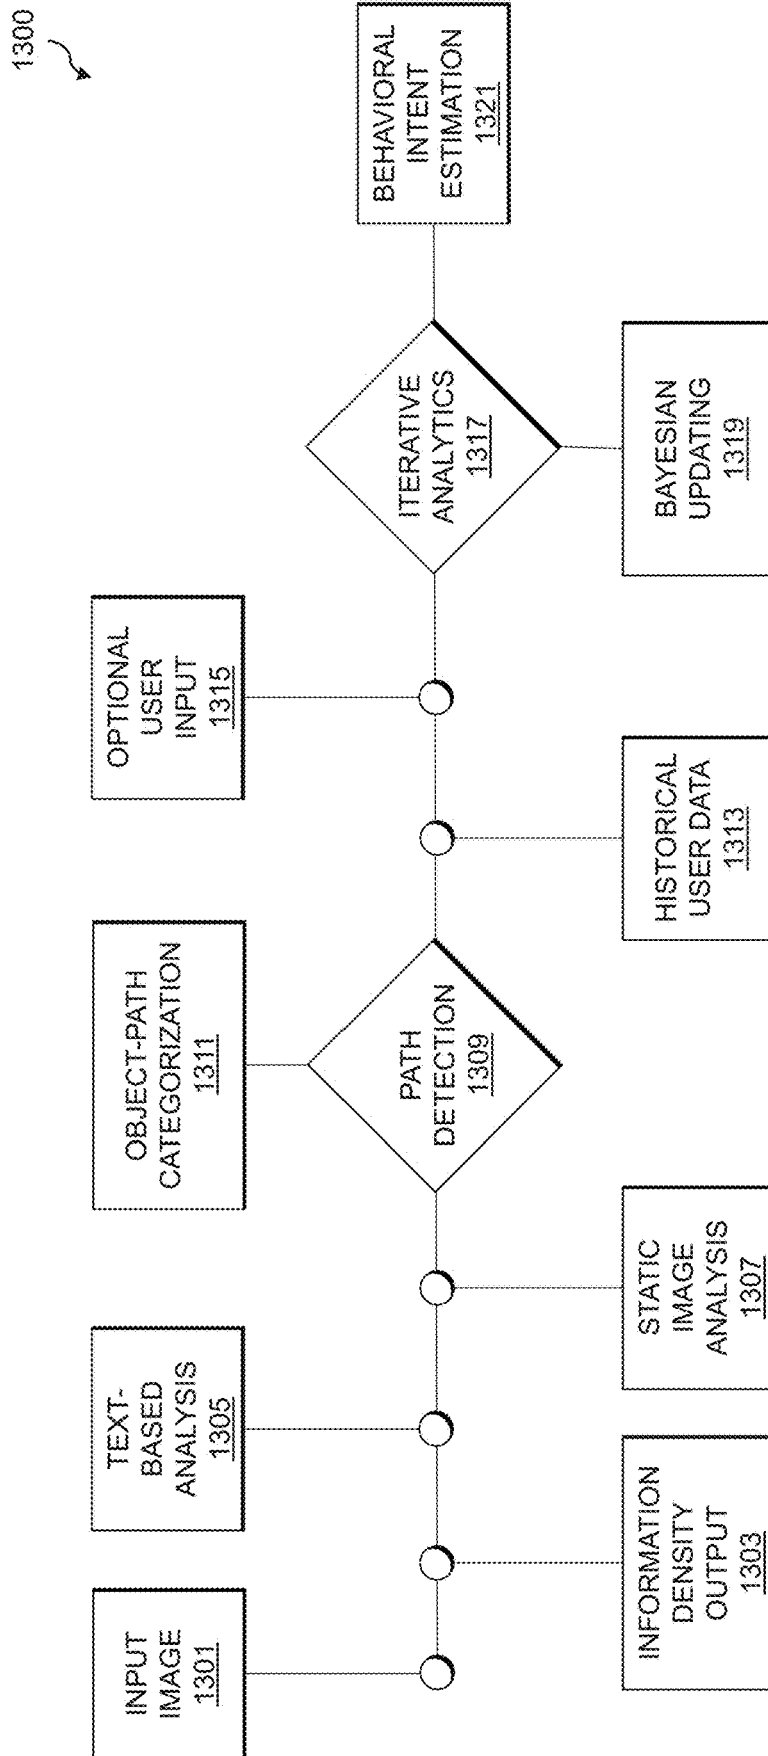 1300
INPUT
IMAGE
1301
INFORMATION
DENSITY
OUTPUT
1303
TEXT-
BASED
ANALYSIS
1305
STATIC
IMAGE
ANALYSIS
1307
PATH
DETECTION
1309
OBJECT-PATH
CATEGORIZATION
1311
HISTORICAL
USER DATA
1313
OPTIONAL
USER
INPUT
1315
ITERATIVE
ANALYTICS
1317
BAYESIAN
UPDATING
1319
BEHAVIORAL
INTENT
ESTIMATION
1321